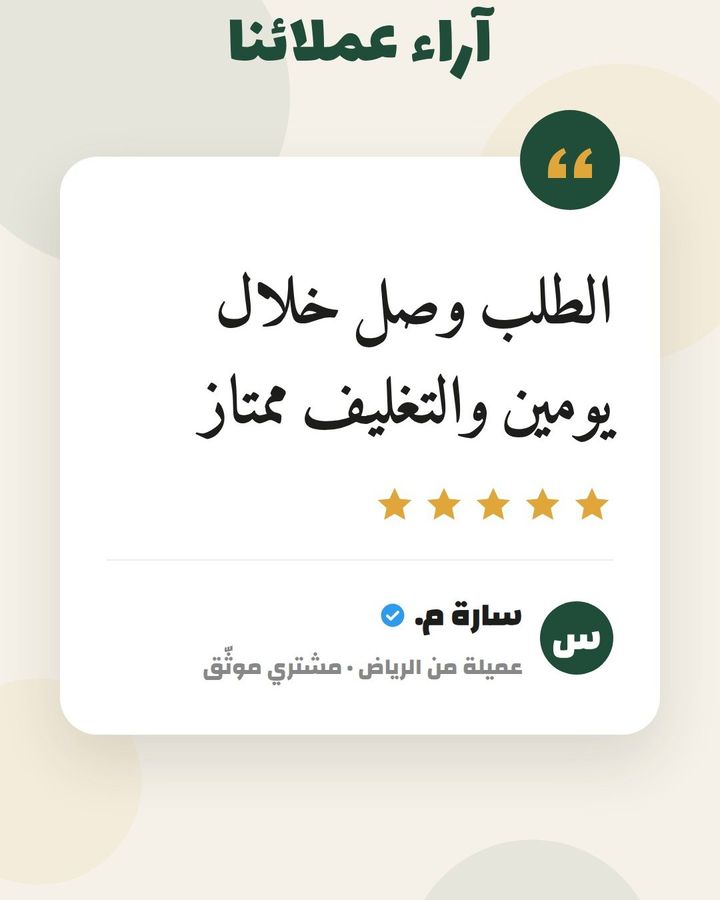 آراء عملائنا
“
الطلب وصل خلال
يومين والتغليف ممتاز
سارة م.
س
عميلة من الرياض • مشتري موثّق